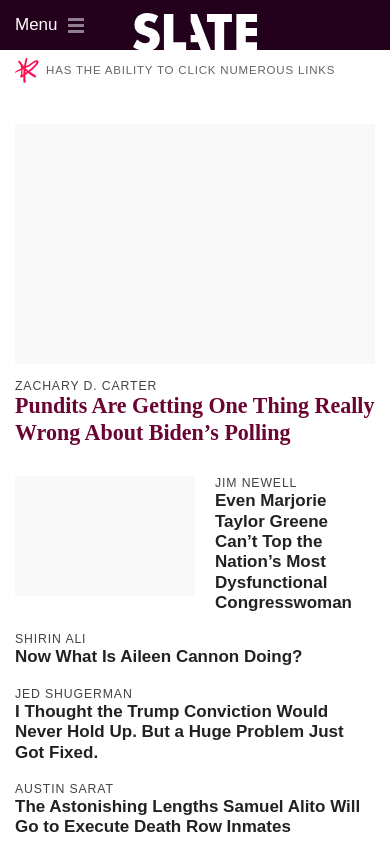 Menu
SLATE
HAS THE ABILITY TO CLICK NUMEROUS LINKS
ZACHARY D. CARTER
Pundits Are Getting One Thing Really
Wrong About Biden’s Polling
JIM NEWELL
Even Marjorie
Taylor Greene
Can’t Top the
Nation’s Most
Dysfunctional
Congresswoman
SHIRIN ALI
Now What Is Aileen Cannon Doing?
JED SHUGERMAN
I Thought the Trump Conviction Would
Never Hold Up. But a Huge Problem Just
Got Fixed.
AUSTIN SARAT
The Astonishing Lengths Samuel Alito Will
Go to Execute Death Row Inmates